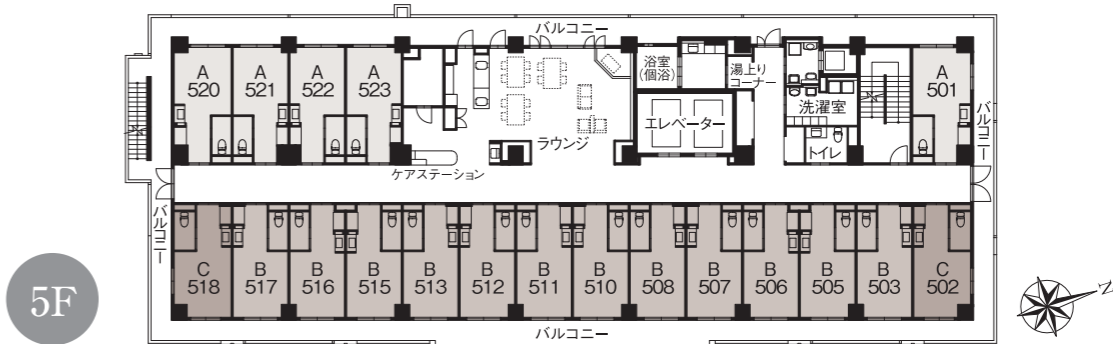 バルコニー
A
520
A
521
A
522
A
523
浴室
(個浴)
湯上り
コーナー
洗濯室
A
501
バルコニー
エレベーター
ラウンジ
トイレ
ケアステーション
バルコニー
C
518
B
517
B
516
B
515
B
513
B
512
B
511
B
510
B
508
B
507
B
506
B
505
B
503
C
502
5F
バルコニー
N